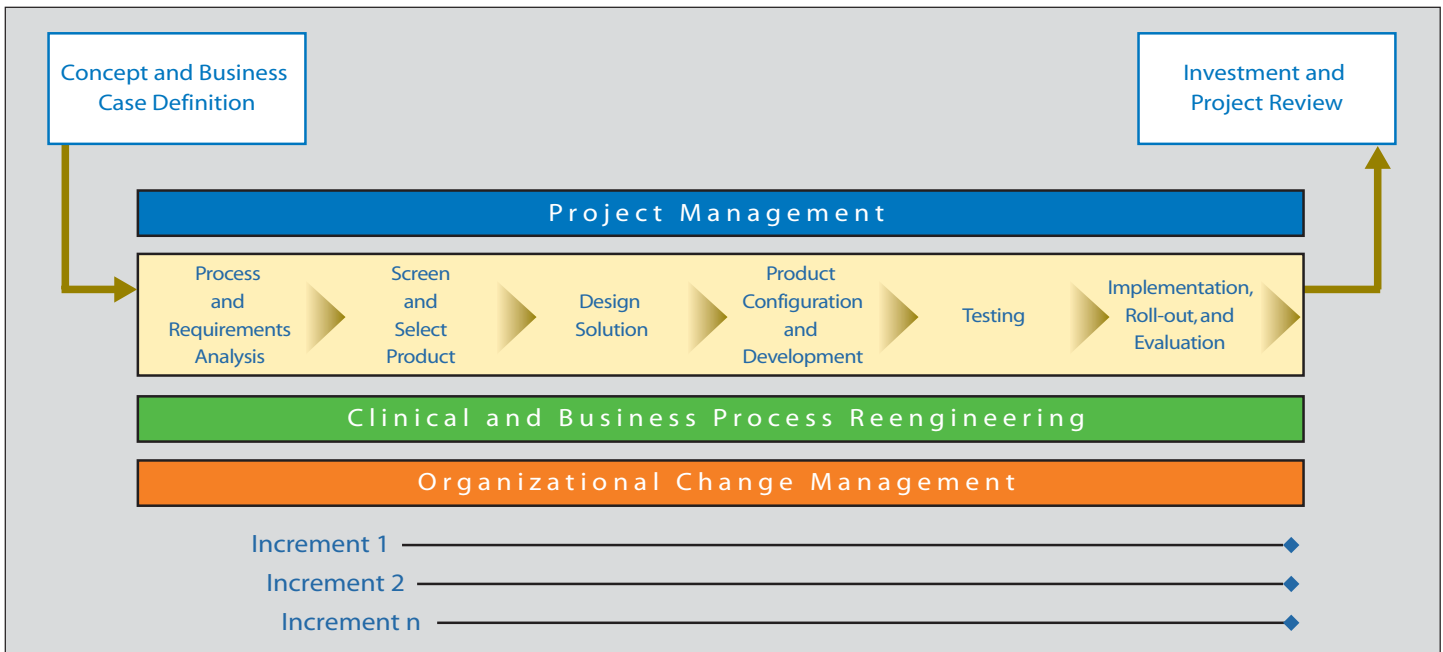 Concept and Business
Case Definition
Investment and
Project Review
Project Management
Process
and
Requirements
Analysis
Screen
and
Select
Product
Design
Solution
Product
Configuration
and
Development
Testing
Implementation,
Roll-out, and
Evaluation
Clinical and Business Process Reengineering
Organizational Change Management
Increment 1
Increment 2
Increment n